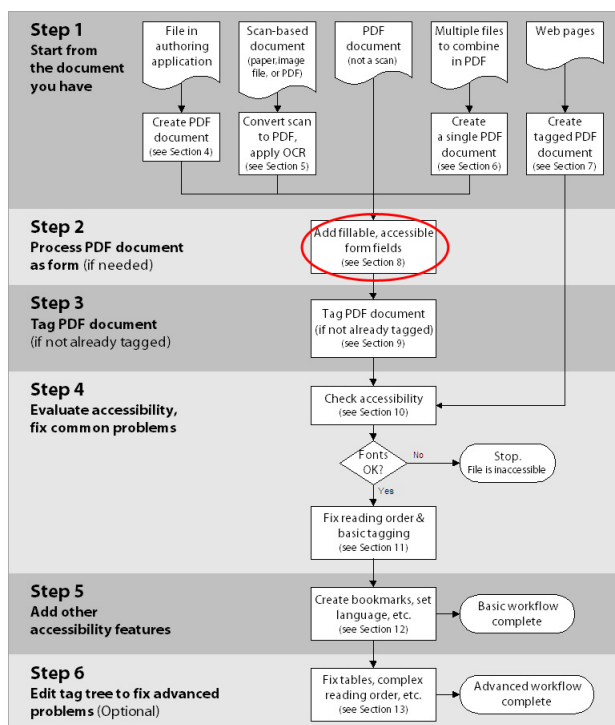 Step 1
Start from
the document
you have
File in
authoring
application
Scan-based
document
(paper,image
file, or PDF)
PDF
document
(not a scan)
Multiple files
to combine
in PDF
Web pages
Create PDF
document
(see Section 4)
Convert scan
to PDF,
apply OCR
(see Section 5)
Create
a single PDF
document
(see Section 6)
Create
tagged PDF
document
(see Section 7)
Step 2
Process PDF document
as form (if needed)
Add fillable, accessible
form fields
(see Section 8)
Step 3
Tag PDF document
(if not already tagged)
Tag PDF document
(if not already tagged)
(see Section 9)
Step 4
Evaluate accessibility,
fix common problems
Check accessibility
(see Section 10)
Fonts
OK?
No
Stop.
File is inaccessible
Yes
Fix reading order &
basic tagging
(see Section 11)
Step 5
Add other
accessibility features
Create bookmarks, set
language, etc.
(see Section 12)
Basic workflow
complete
Step 6
Edit tag tree to fix advanced
problems (Optional)
Fix tables, complex
reading order, etc.
(see Section 13)
Advanced workflow
complete